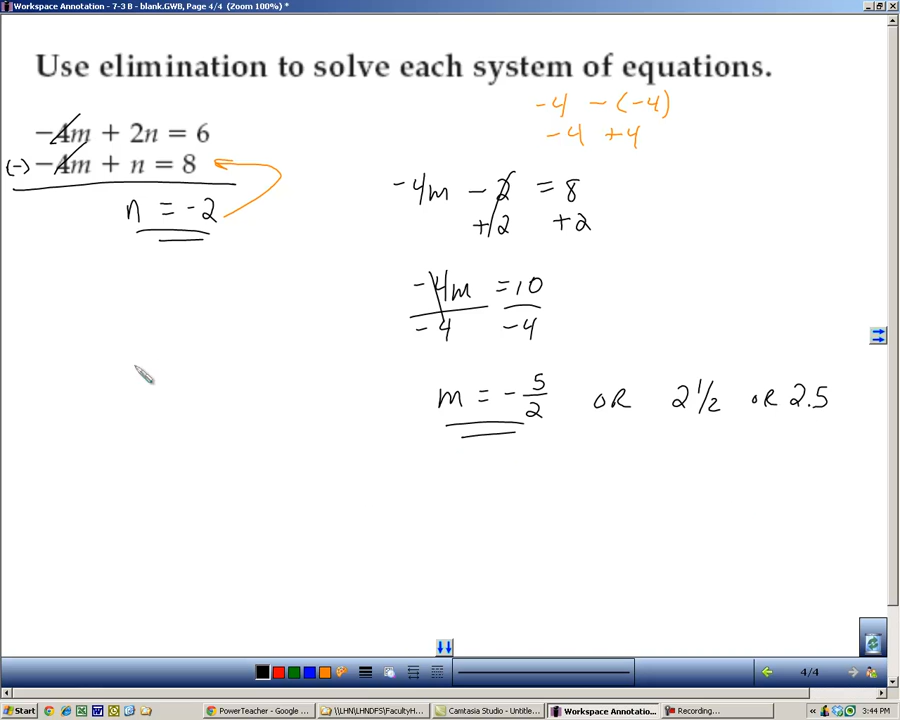 Workspace Annotation - 7-3 B - blank.GWB, Page 4/4 (Zoom 100%) *
Use elimination to solve each system of equations.
-4 - (-4)
-4 +4
-4m + 2n = 6
(-) -4m + n = 8
n = -2
-4m - 2 = 8
+2 +2
-4m = 10
-4 -4
m = - 5/2 OR 2 1/2 OR 2.5
4/4
Start
PowerTeacher - Google ...
\\LHN\LHNDFS\FacultyH...
Camtasia Studio - Untitle...
Workspace Annotatio...
Recording...
3:44 PM